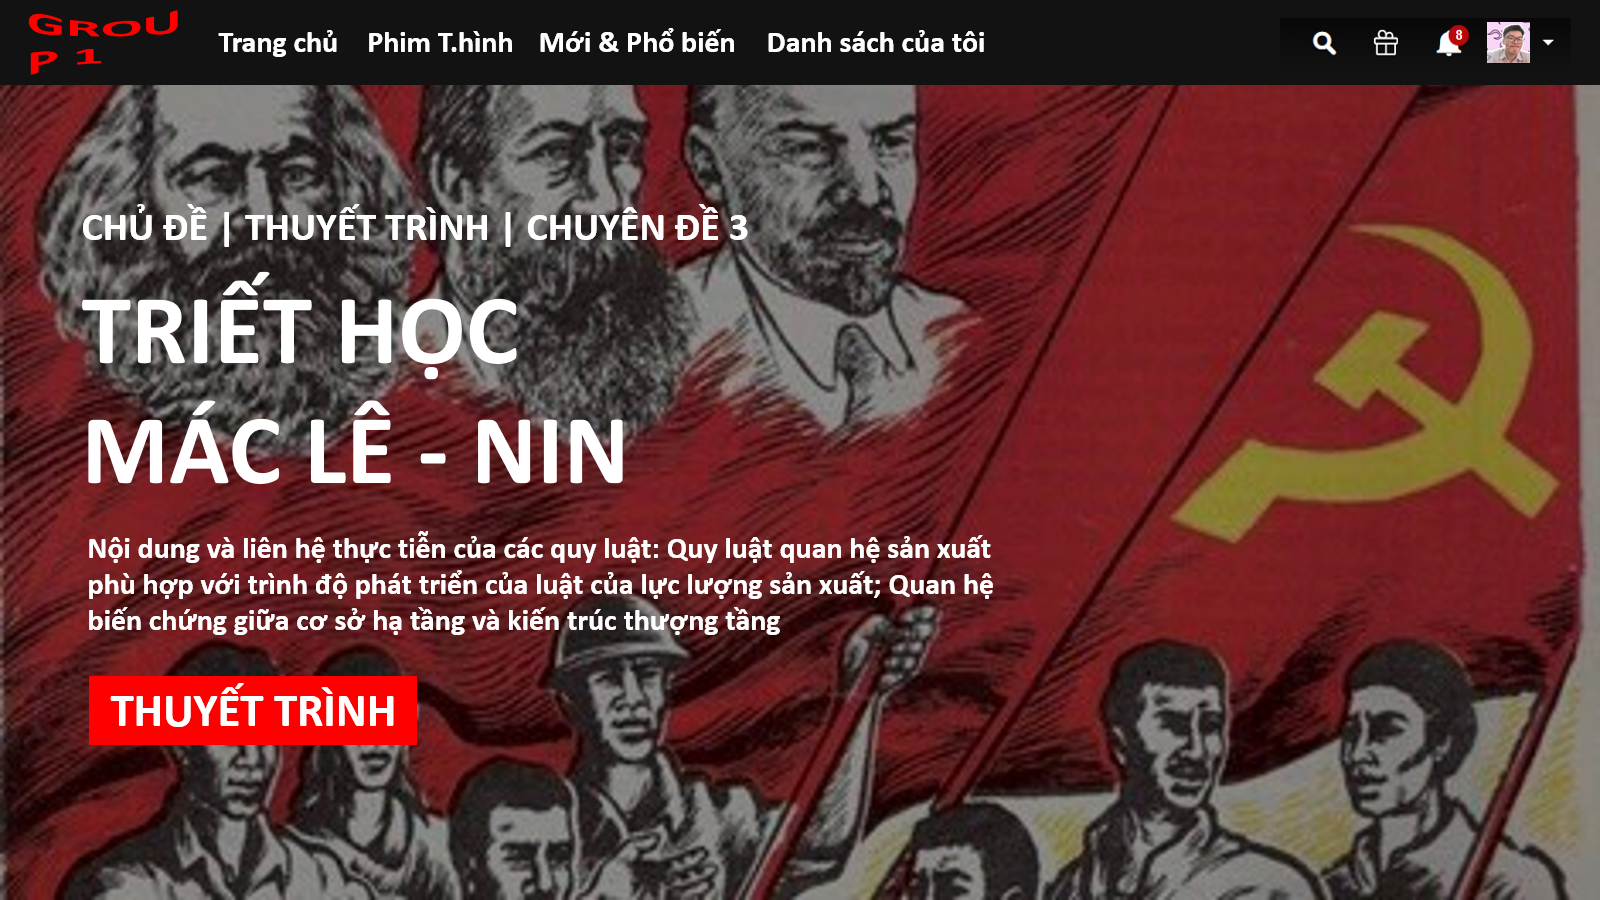 GROU
P 1
Trang chủ Phim T.hình Mới & Phổ biến Danh sách của tôi
8
CHỦ ĐỀ | THUYẾT TRÌNH | CHUYÊN ĐỀ 3
TRIẾT HỌC
MÁC LÊ - NIN
Nội dung và liên hệ thực tiễn của các quy luật: Quy luật quan hệ sản xuất
phù hợp với trình độ phát triển của luật của lực lượng sản xuất; Quan hệ
biến chứng giữa cơ sở hạ tầng và kiến trúc thượng tầng
THUYẾT TRÌNH